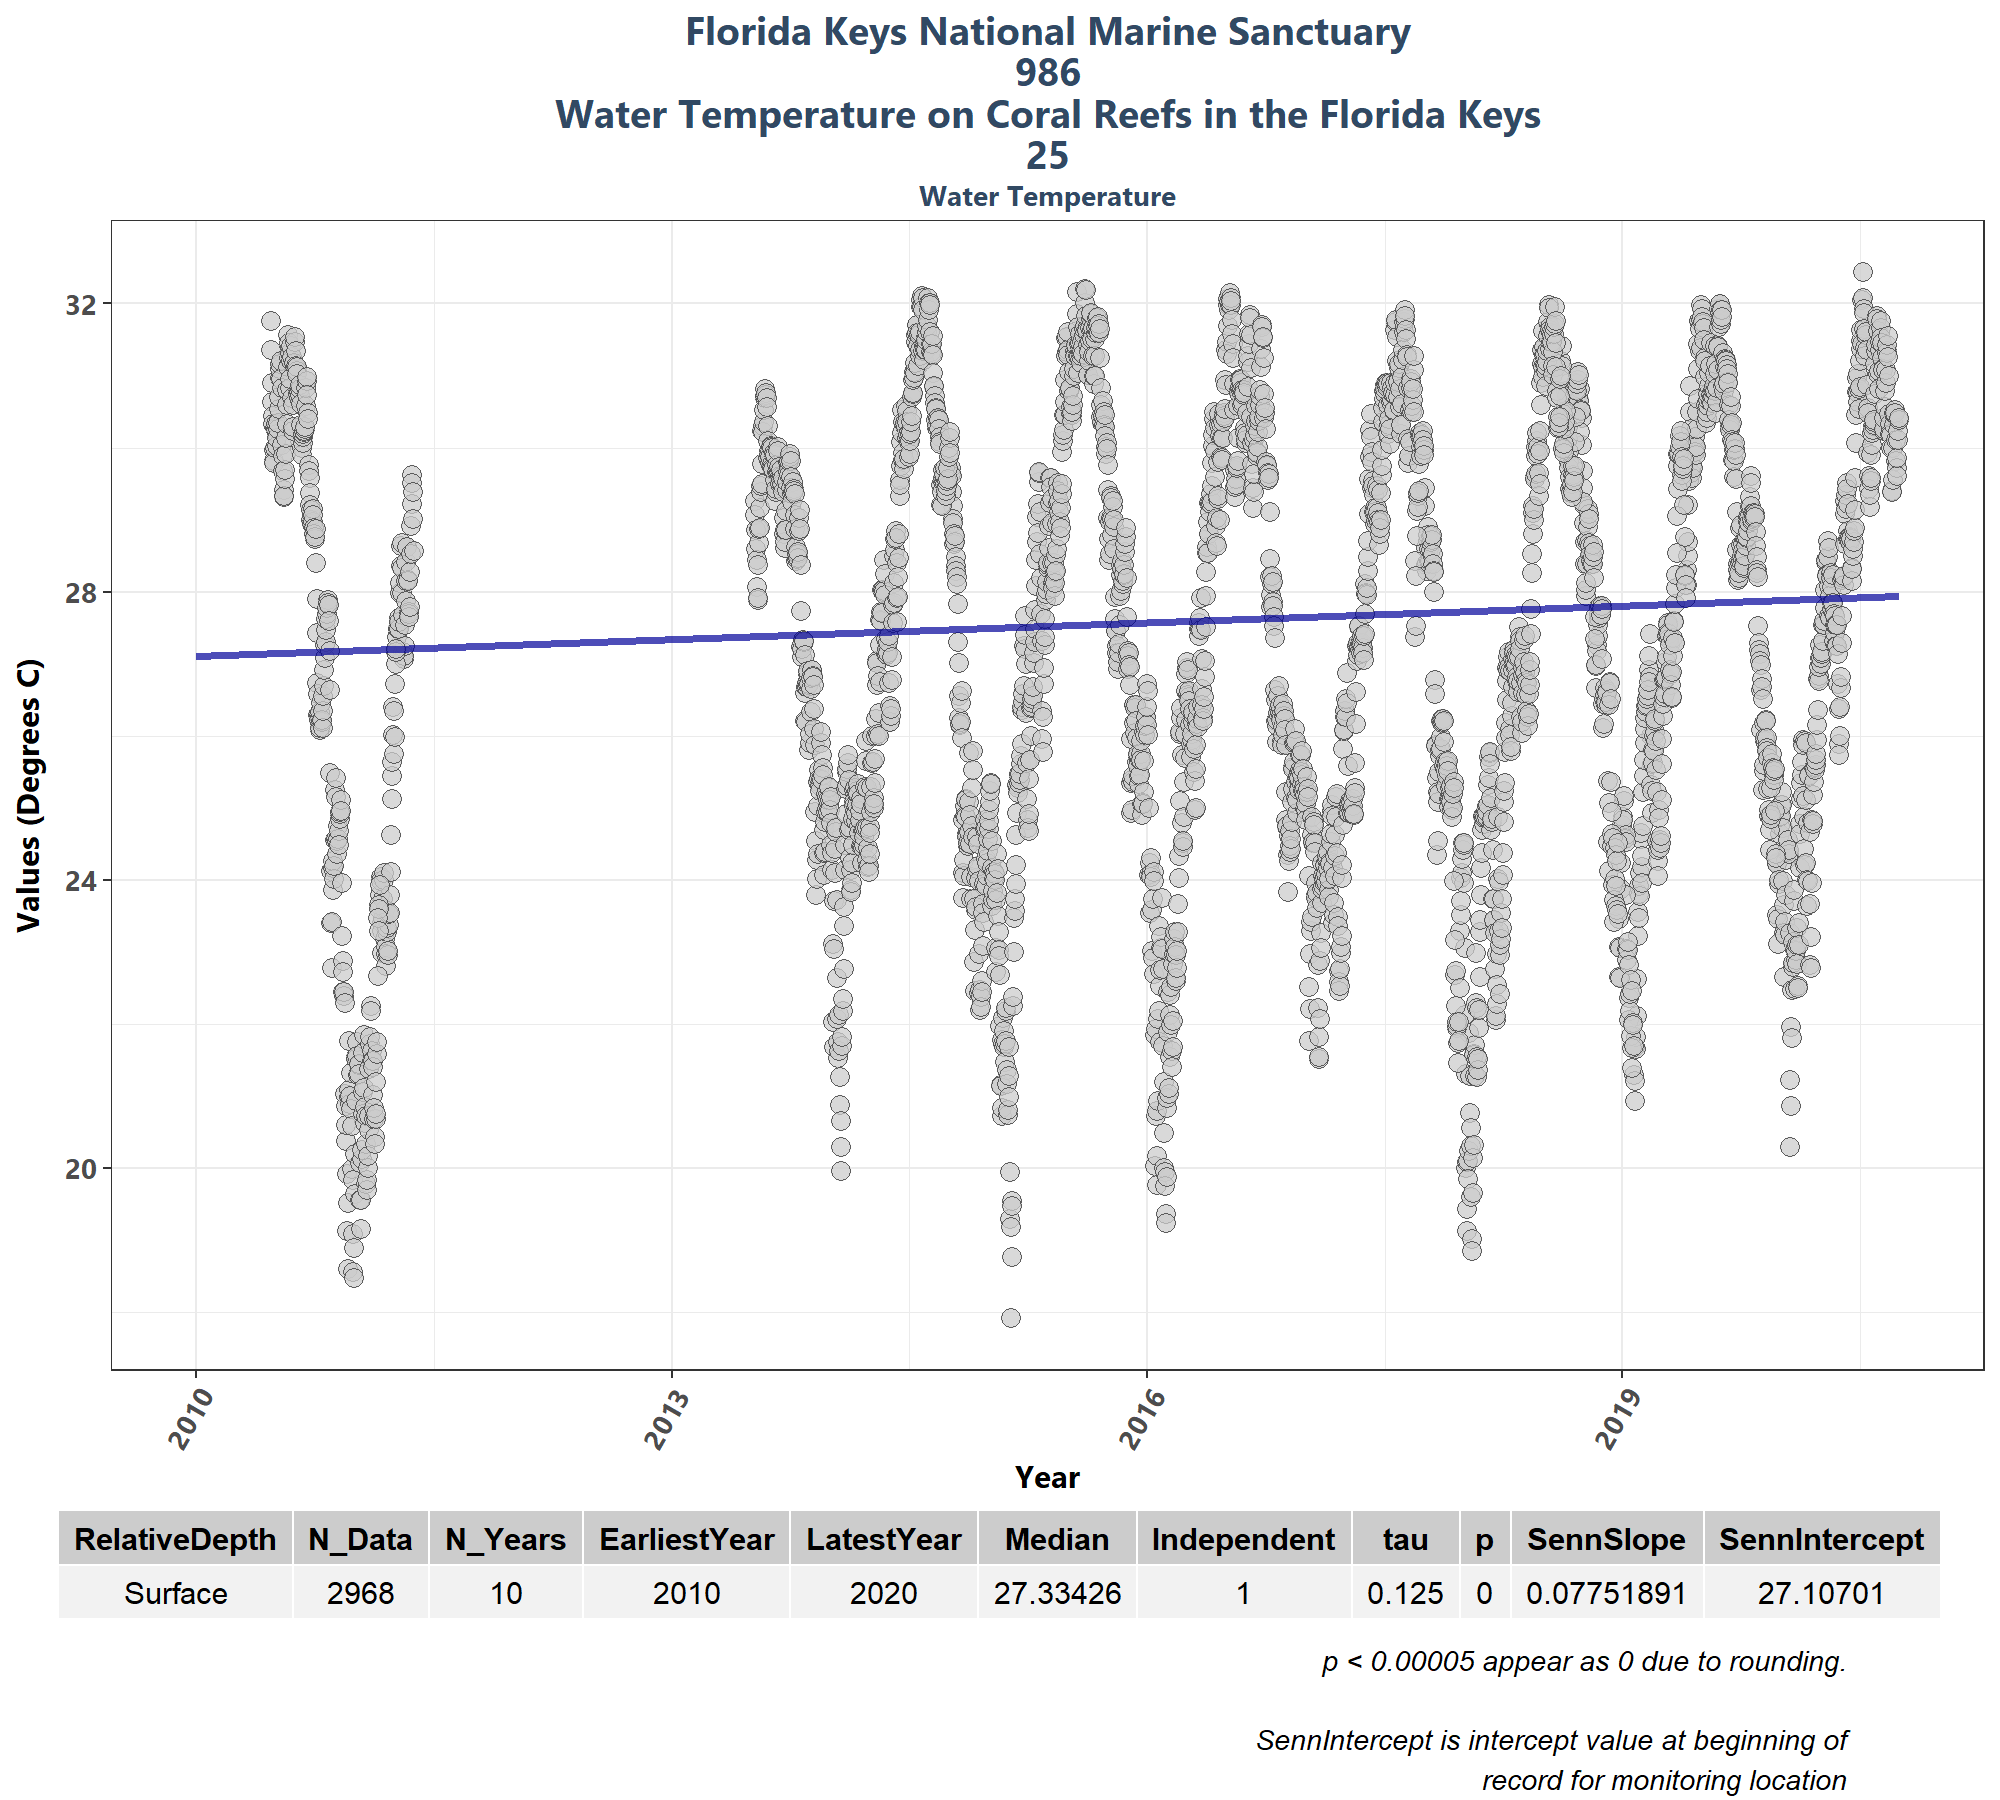 Florida Keys National Marine Sanctuary
986
Water Temperature on Coral Reefs in the Florida Keys
25
Water Temperature
32
28
24
20
Values (Degrees C)
2010
2013
2016
2019
Year
RelativeDepth N_Data N_Years EarliestYear LatestYear Median Independent tau p SennSlope SennIntercept
Surface 2968 10 2010 2020 27.33426 1 0.125 0 0.07751891 27.10701
p < 0.00005 appear as 0 due to rounding.
SennIntercept is intercept value at beginning of
record for monitoring location